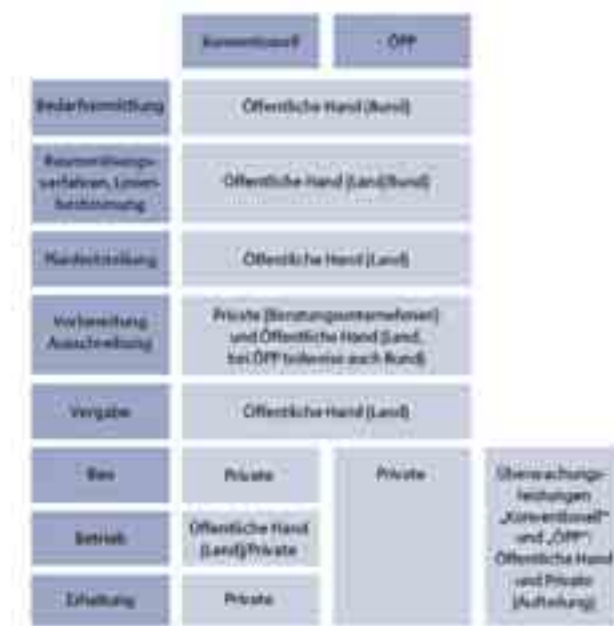 Konventionell
ÖPP
Bedarfsermittlung
Öffentliche Hand (Bund)
Raumordnungs-
verfahren, Linien-
bestimmung
Öffentliche Hand (Land/Bund)
Planfeststellung
Öffentliche Hand (Land)
Vorbereitung
Ausschreibung
Private (Beratungsunternehmen)
und Öffentliche Hand (Land,
bei ÖPP teilweise auch Bund)
Vergabe
Öffentliche Hand (Land)
Bau
Private
Private
Betrieb
Öffentliche Hand
(Land)/Private
Erhaltung
Private
Überwachungs-
leistungen
„Konventionell“
und „ÖPP“:
Öffentliche Hand
und Private
(Aufteilung)